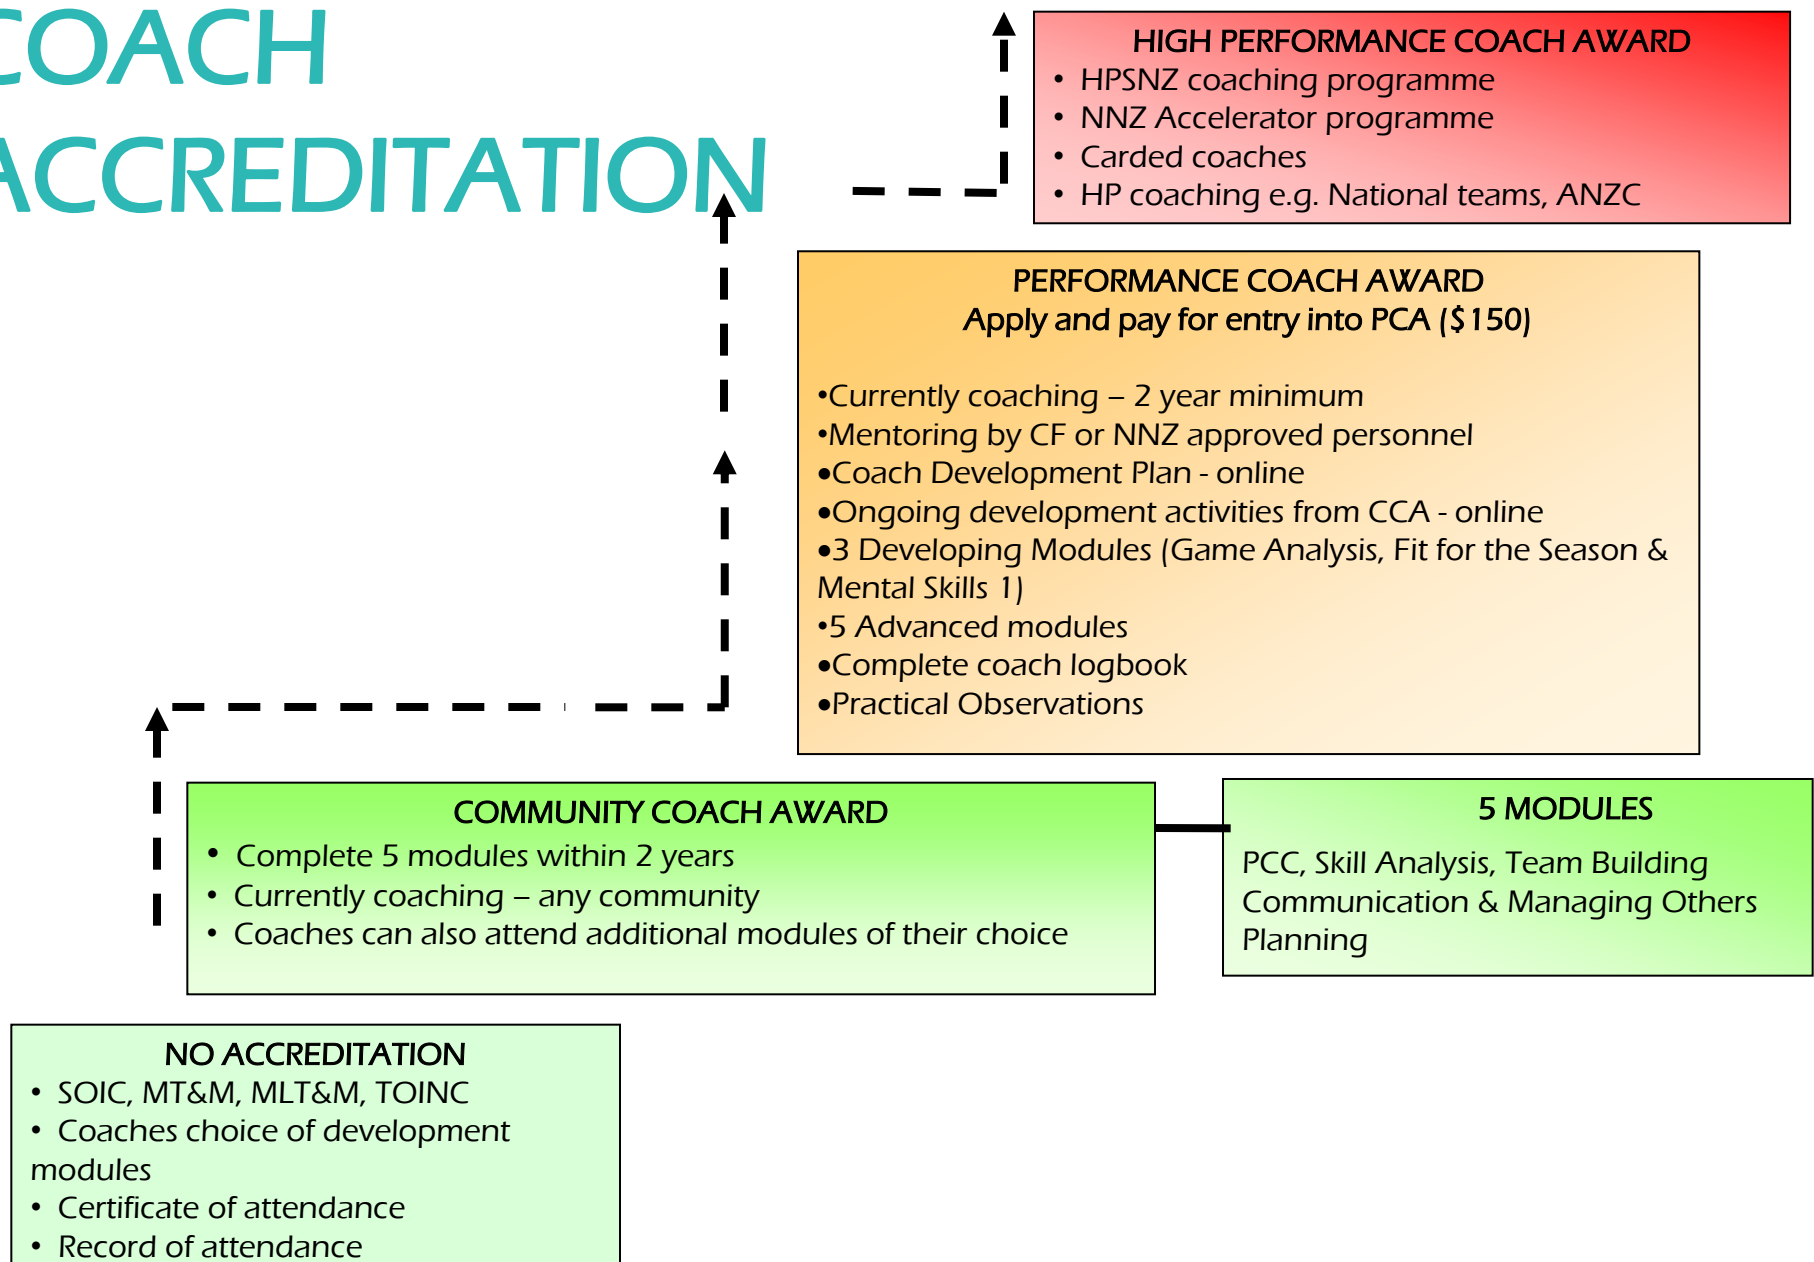 COACH
ACCREDITATION
HIGH PERFORMANCE COACH AWARD
• HPSNZ coaching programme
• NNZ Accelerator programme
• Carded coaches
• HP coaching e.g. National teams, ANZC
PERFORMANCE COACH AWARD
Apply and pay for entry into PCA ($150)
•Currently coaching – 2 year minimum
•Mentoring by CF or NNZ approved personnel
•Coach Development Plan - online
•Ongoing development activities from CCA - online
•3 Developing Modules (Game Analysis, Fit for the Season &
Mental Skills 1)
•5 Advanced modules
•Complete coach logbook
•Practical Observations
COMMUNITY COACH AWARD
• Complete 5 modules within 2 years
• Currently coaching – any community
• Coaches can also attend additional modules of their choice
5 MODULES
PCC, Skill Analysis, Team Building
Communication & Managing Others
Planning
NO ACCREDITATION
• SOIC, MT&M, MLT&M, TOINC
• Coaches choice of development
modules
• Certificate of attendance
• Record of attendance